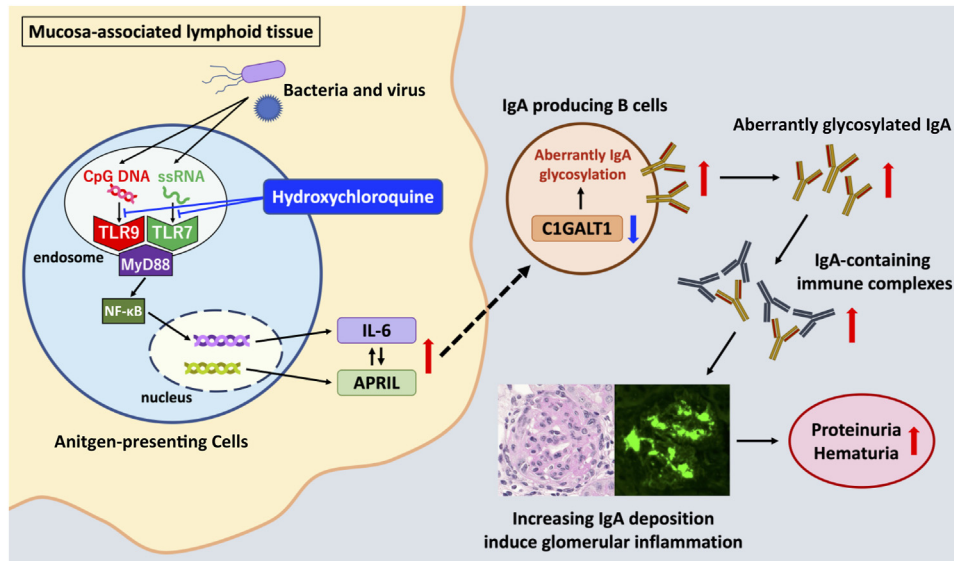 Mucosa-associated lymphoid tissue
Bacteria and virus
CpG DNA
ssRNA
Hydroxychloroquine
TLR9
TLR7
endosome
MyD88
NF-κB
nucleus
IL-6
APRIL
Anitgen-presenting Cells
IgA producing B cells
Aberrantly IgA
glycosylation
C1GALT1
Aberrantly glycosylated IgA
IgA-containing
immune complexes
Increasing IgA deposition
induce glomerular inflammation
Proteinuria
Hematuria